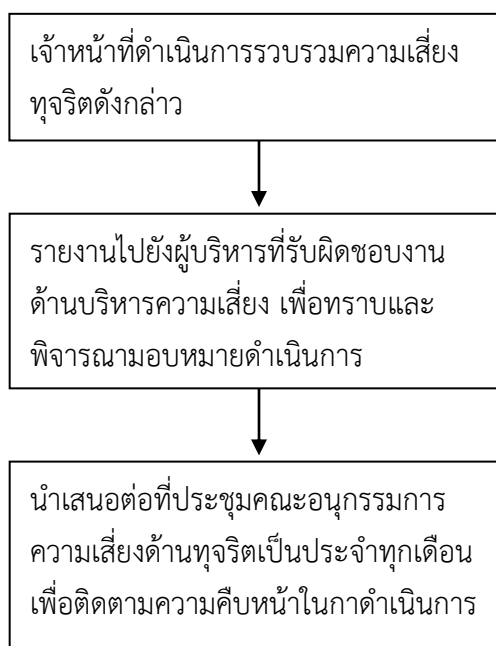 เจ้าหน้าที่ดำเนินการรวบรวมความเสี่ยง
ทุจริตดังกล่าว
รายงานไปยังผู้บริหารที่รับผิดชอบงาน
ด้านบริหารความเสี่ยง เพื่อทราบและ
พิจารณามอบหมายดำเนินการ
นำเสนอต่อที่ประชุมคณะอนุกรรมการ
ความเสี่ยงด้านทุจริตเป็นประจำทุกเดือน
เพื่อติดตามความคืบหน้าในกาดำเนินการ